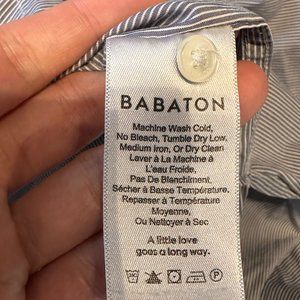 BABATON
Machine Wash Cold,
No Bleach, Tumble Dry Low,
Medium Iron, Or Dry Clean
Laver à La Machine à
L'eau Froide,
Pas De Blanchiment,
Sécher à Basse Température,
Repasser à Température
Moyenne,
Ou Nettoyer à Sec
A little love
goes a long way.